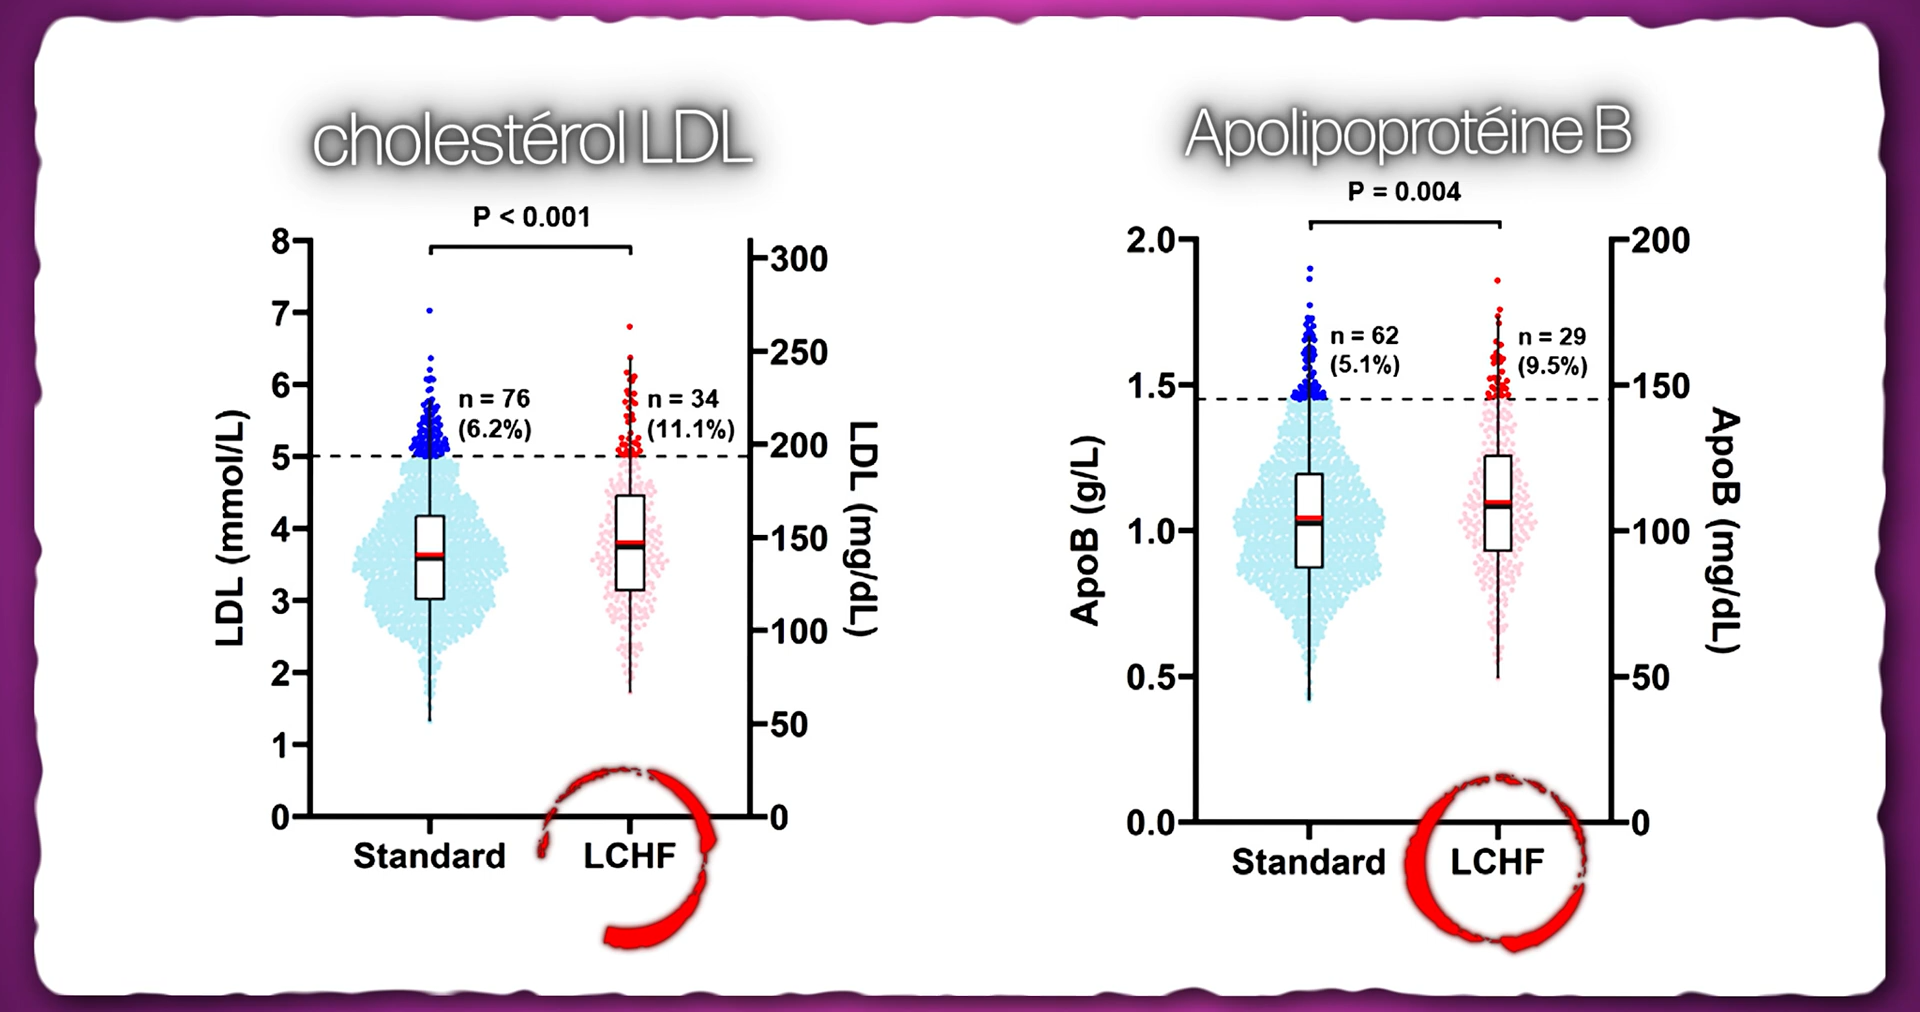 cholestérol LDL
P < 0.001
8
7
6
5
4
3
2
1
0
LDL (mmol/L)
n = 76
(6.2%)
n = 34
(11.1%)
300
250
200
150
100
50
0
LDL (mg/dL)
Standard
LCHF
Apolipoprotéine B
P = 0.004
2.0
1.5
1.0
0.5
0.0
ApoB (g/L)
n = 62
(5.1%)
n = 29
(9.5%)
200
150
100
50
0
ApoB (mg/dL)
Standard
LCHF